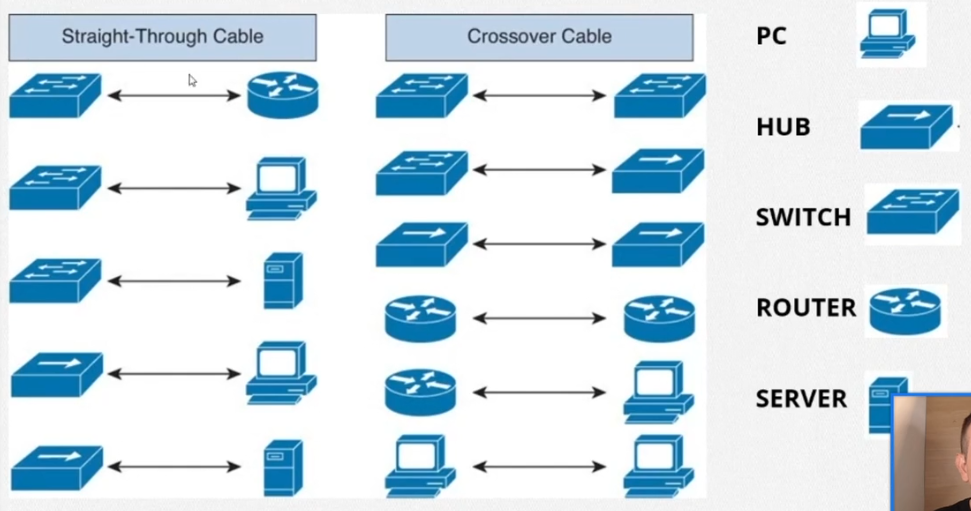 Straight-Through Cable
Crossover Cable
PC
HUB
SWITCH
ROUTER
SERVER